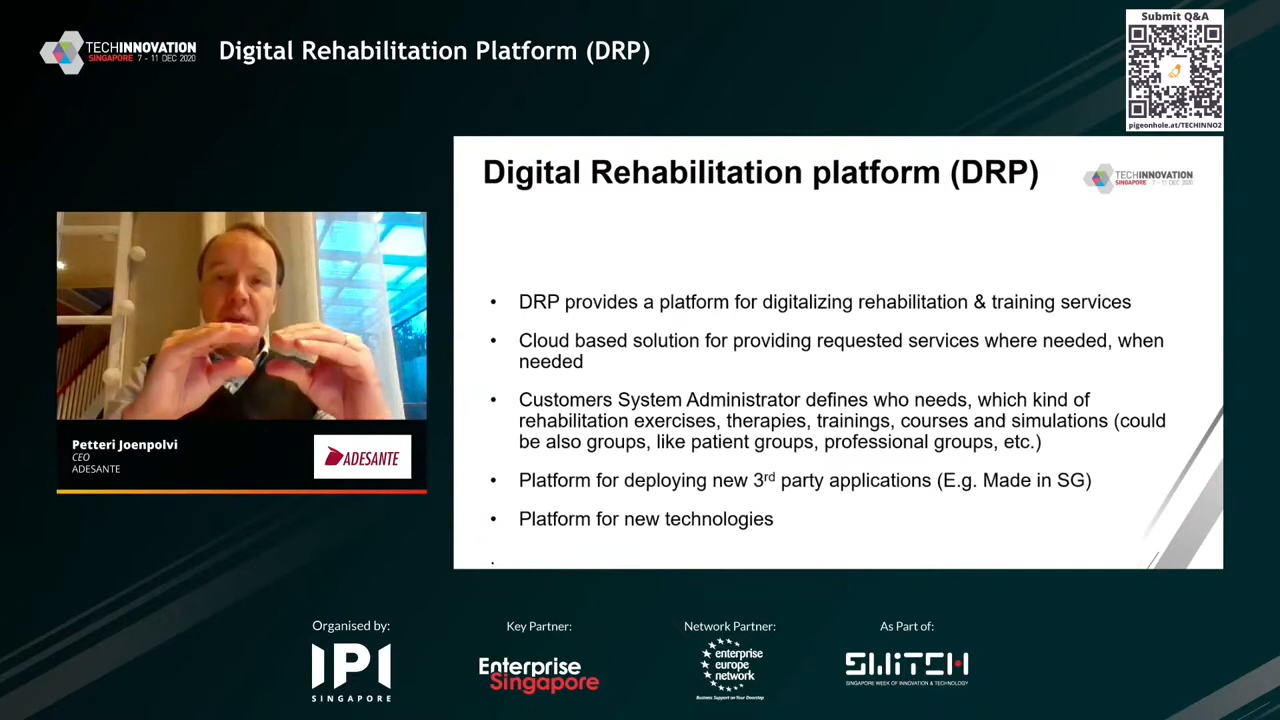 TECHINNOVATION
SINGAPORE 7 - 11 DEC 2020
Digital Rehabilitation Platform (DRP)
Submit Q&A
pigeonhole.at/TECHINNO2
Digital Rehabilitation platform (DRP)
TECHINNOVATION
SINGAPORE 7 - 11 DEC 2020
• DRP provides a platform for digitalizing rehabilitation & training services
• Cloud based solution for providing requested services where needed, when
needed
• Customers System Administrator defines who needs, which kind of
rehabilitation exercises, therapies, trainings, courses and simulations (could
be also groups, like patient groups, professional groups, etc.)
• Platform for deploying new 3rd party applications (E.g. Made in SG)
• Platform for new technologies
.
Petteri Joenpolvi
CEO
ADESANTE
ADESANTE
Organised by:
IPI
SINGAPORE
Key Partner:
Enterprise
Singapore
Network Partner:
enterprise
europe
network
Business Support on Your Doorstep
As Part of:
SWITCH
SINGAPORE WEEK OF INNOVATION & TECHNOLOGY